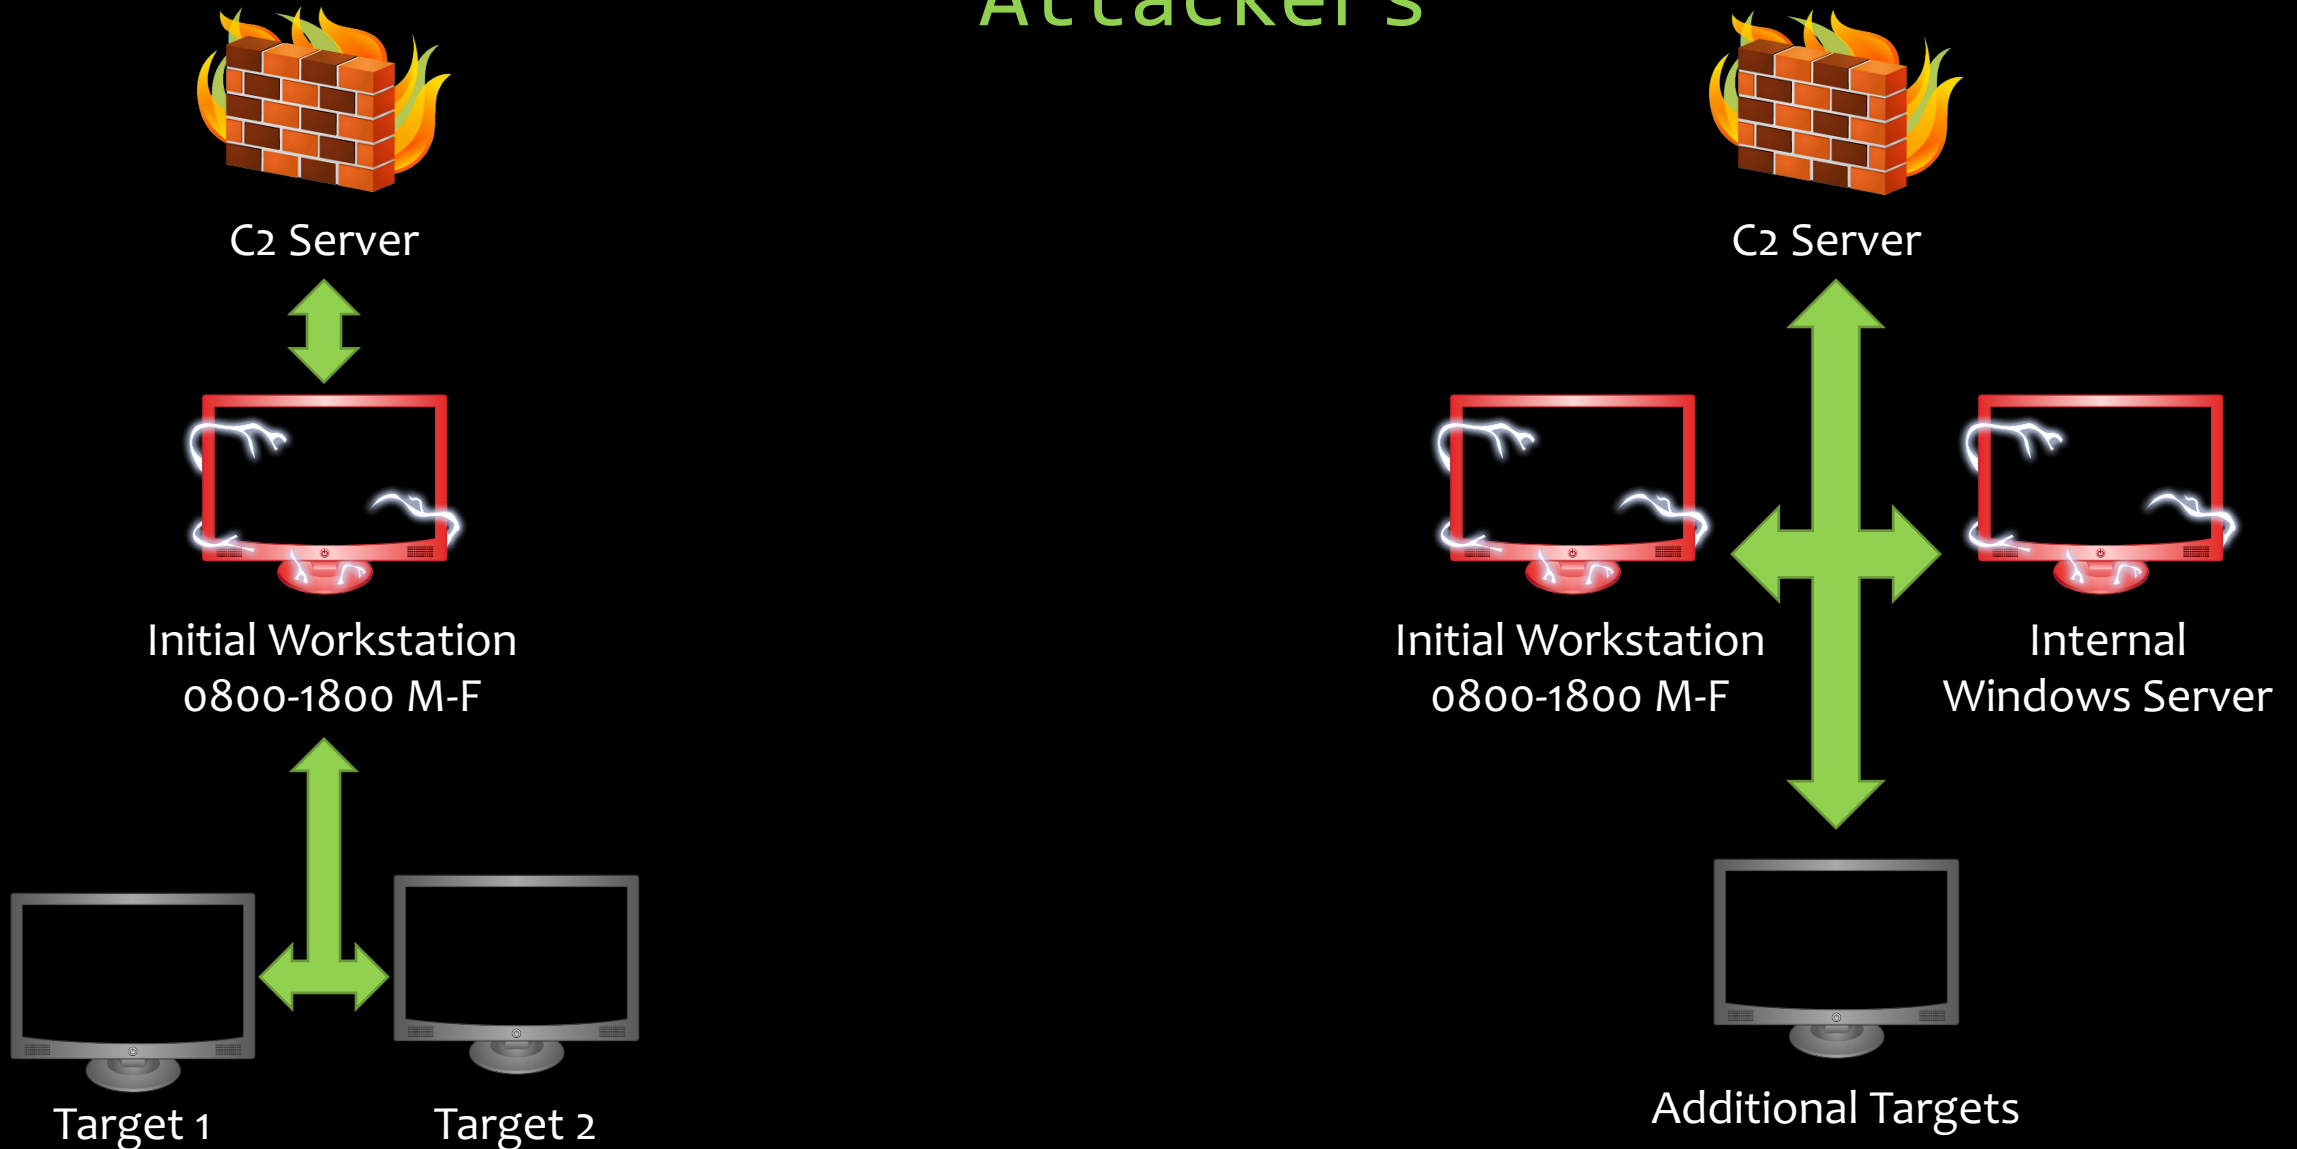 Attackers
C2 Server
Initial Workstation
0800-1800 M-F
Target 1
Target 2
C2 Server
Initial Workstation
0800-1800 M-F
Internal
Windows Server
Additional Targets